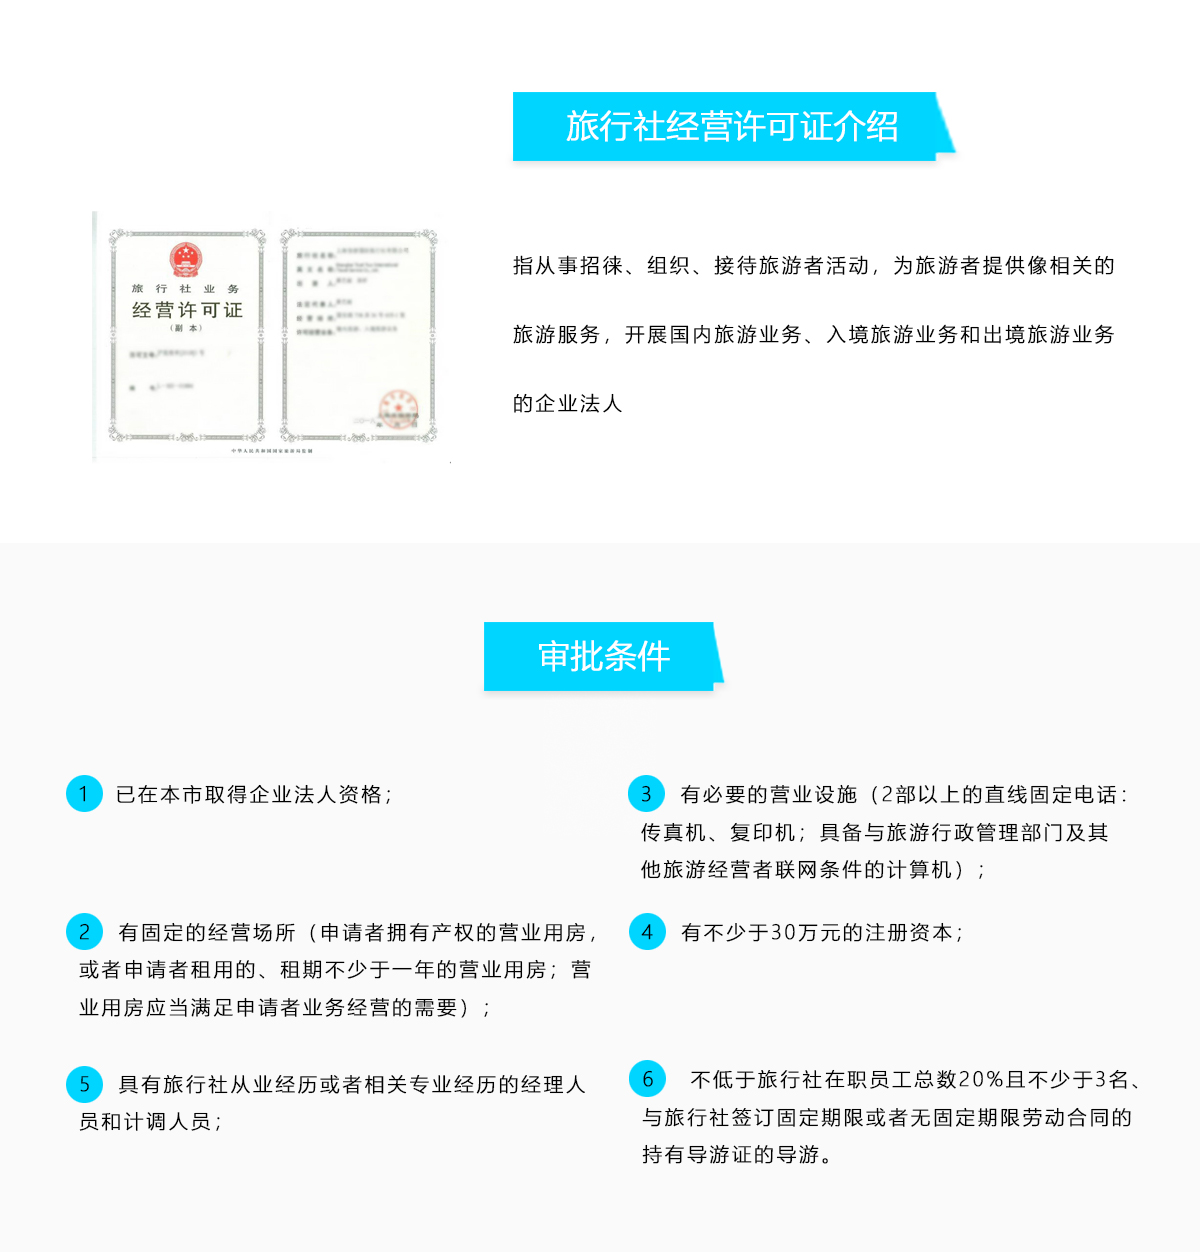 旅行社经营许可证介绍
旅行社业务
经营许可证
（副本）
中华人民共和国国家旅游局监制
指从事招徕、组织、接待旅游者活动，为旅游者提供像相关的
旅游服务，开展国内旅游业务、入境旅游业务和出境旅游业务
的企业法人
审批条件
1 已在本市取得企业法人资格；
2 有固定的经营场所（申请者拥有产权的营业用房，
或者申请者租用的、租期不少于一年的营业用房；营
业用房应当满足申请者业务经营的需要）；
3 有必要的营业设施（2部以上的直线固定电话：
传真机、复印机；具备与旅游行政管理部门及其
他旅游经营者联网条件的计算机）；
4 有不少于30万元的注册资本；
5 具有旅行社从业经历或者相关专业经历的经理人
员和计调人员；
6 不低于旅行社在职员工总数20%且不少于3名、
与旅行社签订固定期限或者无固定期限劳动合同的
持有导游证的导游。